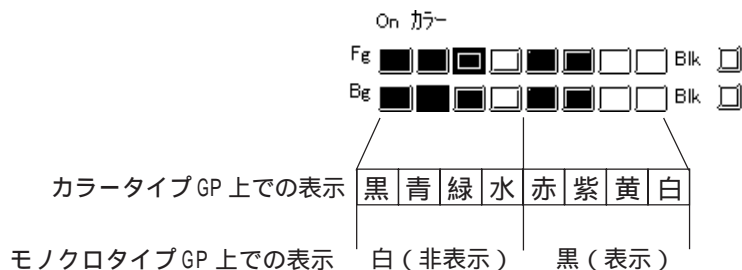 On カラー
Fg Blk
Bg Blk
カラータイプGP上での表示 黒 青 緑 水 赤 紫 黄 白
モノクロタイプGP上での表示 白(非表示) 黒(表示)